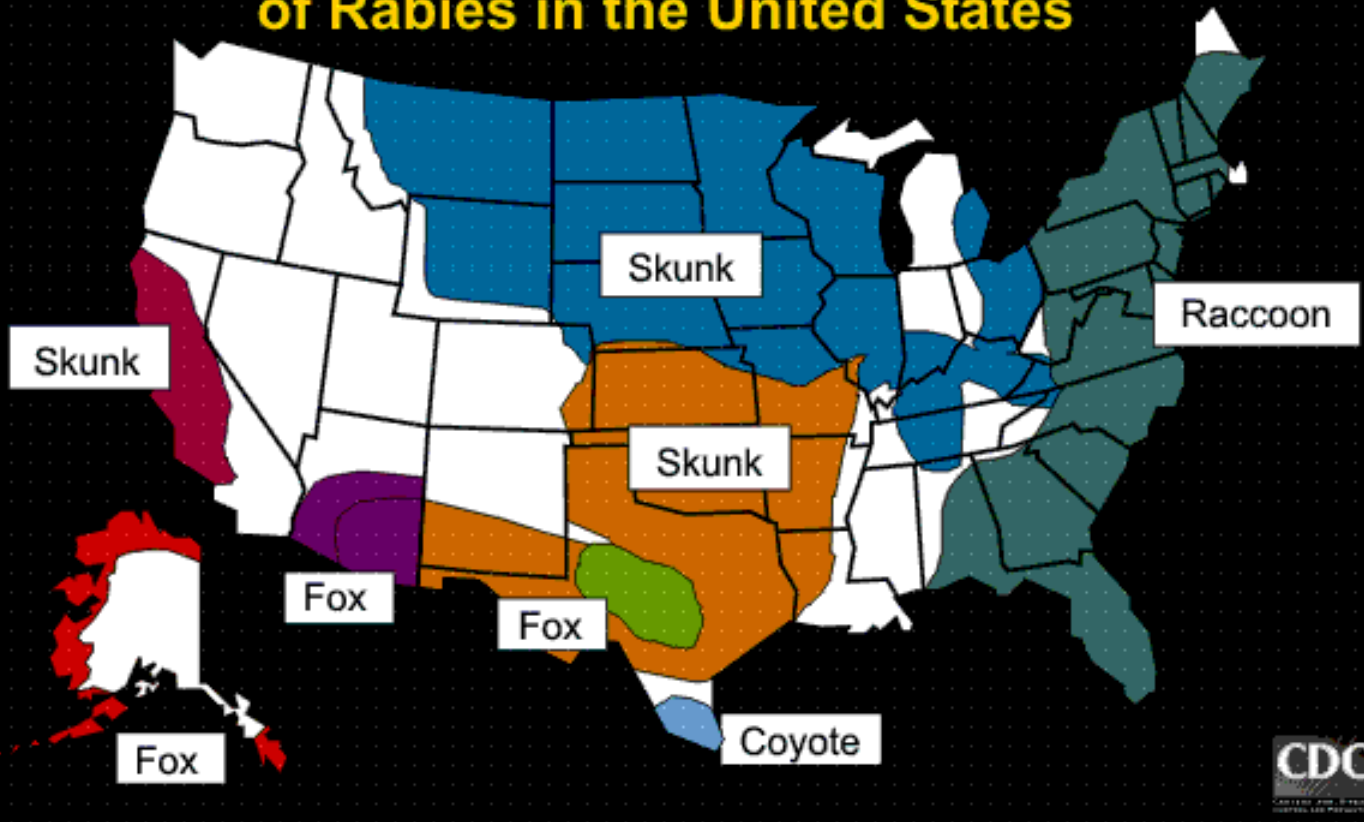 of Rabies in the United States
Skunk
Raccoon
Skunk
Skunk
Fox
Fox
Coyote
Fox
CDC